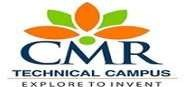 CMR
TECHNICAL CAMPUS
EXPLORE TO INVENT